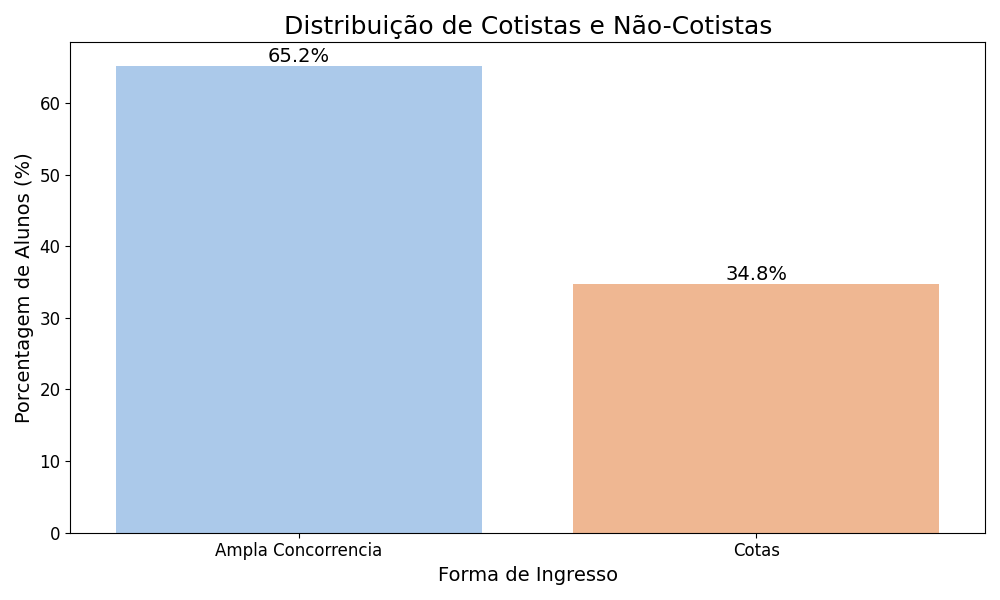 Distribuição de Cotistas e Não-Cotistas
65.2%
34.8%
Porcentagem de Alunos (%)
60
50
40
30
20
10
0
Ampla Concorrencia
Cotas
Forma de Ingresso